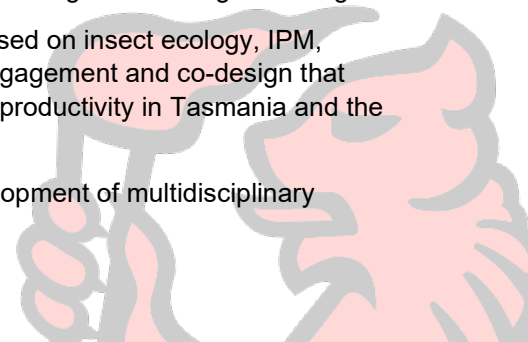 sed on insect ecology, IPM,
gagement and co-design that
productivity in Tasmania and the
opment of multidisciplinary